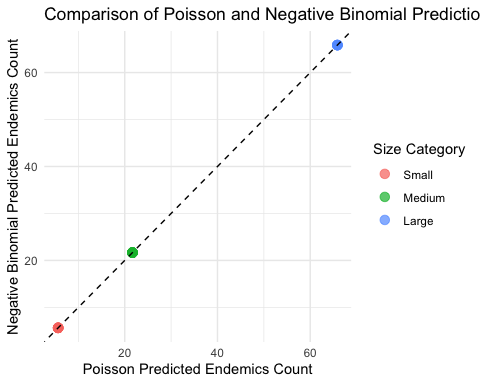 Comparison of Poisson and Negative Binomial Predictio
Negative Binomial Predicted Endemics Count
60
40
20
20 40 60
Poisson Predicted Endemics Count
Size Category
Small
Medium
Large